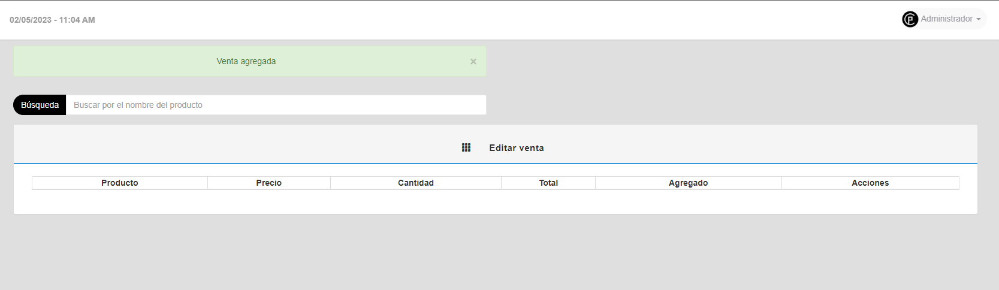 02/05/2023 - 11:04 AM
Administrador
Venta agregada ×
Búsqueda Buscar por el nombre del producto
Editar venta
Producto Precio Cantidad Total Agregado Acciones